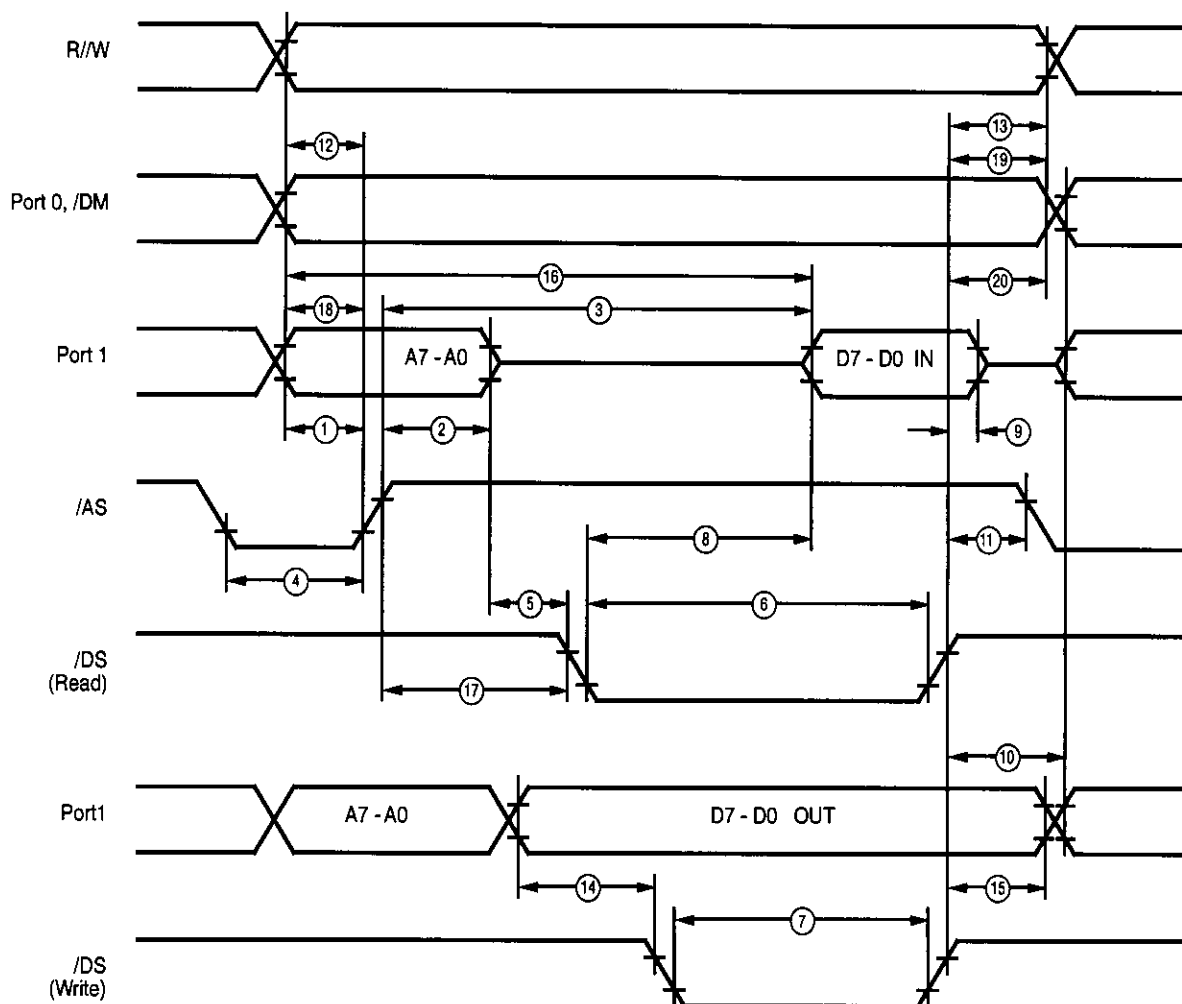 R//W
13
12
19
Port 0, /DM
16
20
18
3
Port 1
A7 - A0
D7 - D0 IN
1
2
9
/AS
8
11
4
5
6
/DS
(Read)
17
10
Port1
A7 - A0
D7 - D0 OUT
14
15
7
/DS
(Write)